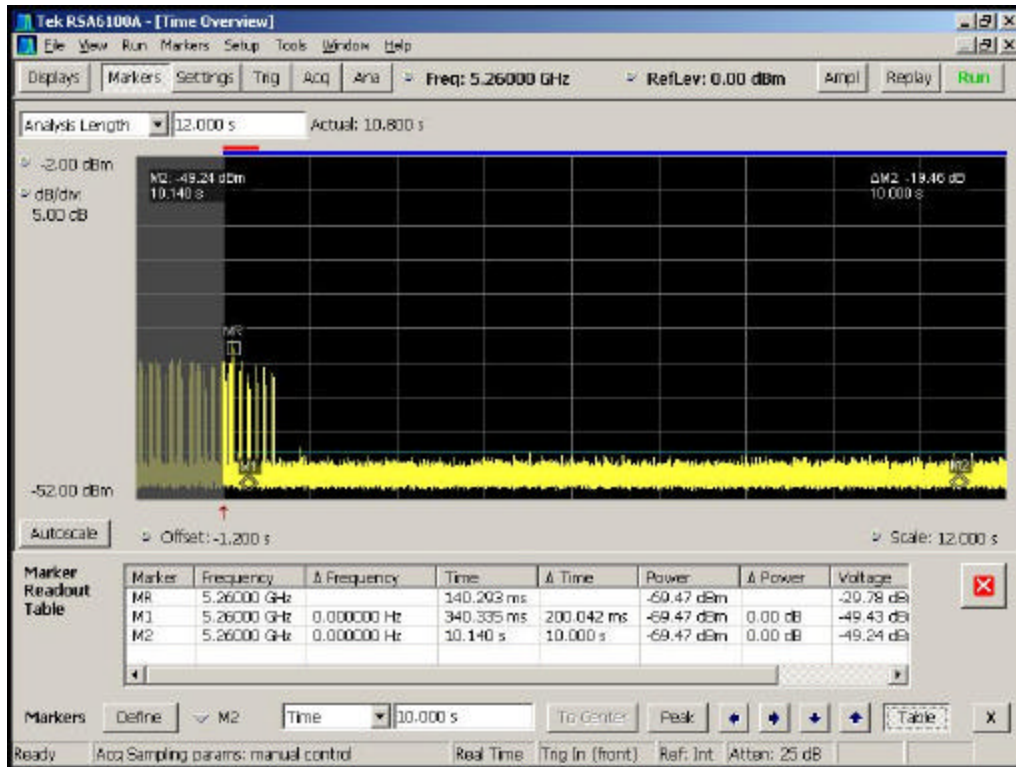 Tek RSA6100A - [Time Overview]
File View Run Markers Setup Tools Window Help
Displays Markers Settings Trig Acq Ana Freq: 5.26000 GHz RefLev: 0.00 dBm Ampl Replay Run
Analysis Length 12.000 s Actual: 10.800 s
-2.00 dBm
dB/div:
5.00 dB
M2: -49.24 dBm
10.140 s
ΔM2 -19.46 dB
10.000 s
MR
M1
M2
-52.00 dBm
Autoscale Offset: -1.200 s Scale: 12.000 s
Marker Readout Table
Marker Frequency Δ Frequency Time Δ Time Power Δ Power Voltage
MR 5.26000 GHz 140.293 ms -69.47 dBm -29.78 dB
M1 5.26000 GHz 0.000000 Hz 340.335 ms 200.042 ms -69.47 dBm 0.00 dB -49.43 dB
M2 5.26000 GHz 0.000000 Hz 10.140 s 10.000 s -69.47 dBm 0.00 dB -49.24 dB
Markers Define M2 Time 10.000 s To Center Peak Table X
Ready Acq Sampling params: manual control Real Time Trig In (front) Ref: Int Atten: 25 dB